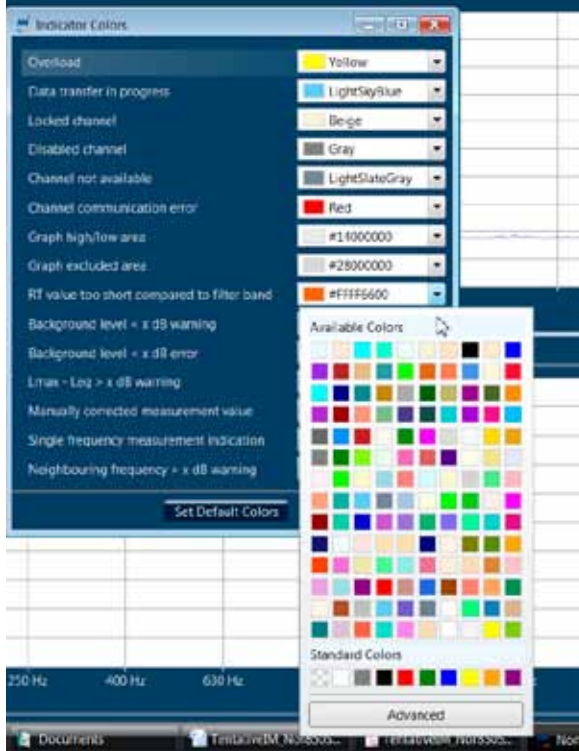 Indicator Colors
Overload Yellow
Data transfer in progress LightSkyBlue
Locked channel Beige
Disabled channel Gray
Channel not available LightSlateGray
Channel communication error Red
Graph high/low area #14000000
Graph excluded area #28000000
RT value too short compared to filter band #FFFF6600
Background level < x dB warning
Background level < x dB error
Lmax - Leq > x dB warning
Manually corrected measurement value
Single frequency measurement indication
Neighbouring frequency > x dB warning
Set Default Colors
Available Colors
Standard Colors
Advanced
250 Hz 400 Hz 630 Hz
Documents